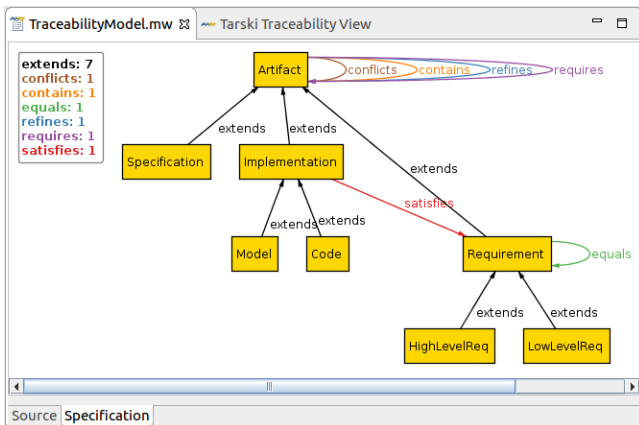 TraceabilityModel.mw
Tarski Traceability View
extends: 7
conflicts: 1
contains: 1
equals: 1
refines: 1
requires: 1
satisfies: 1
Artifact
conflicts
contains
refines
requires
extends
extends
extends
Specification
Implementation
satisfies
extends
extends
Model
Code
Requirement
equals
extends
extends
HighLevelReq
LowLevelReq
Source
Specification